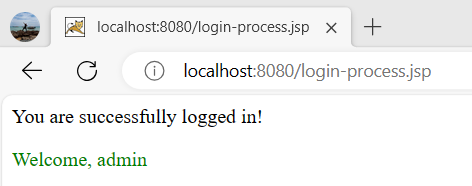 localhost:8080/login-process.jsp
localhost:8080/login-process.jsp
You are successfully logged in!
Welcome, admin